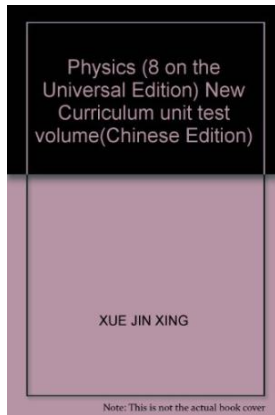 Physics (8 on the
Universal Edition) New
Curriculum unit test
volume(Chinese Edition)
XUE JIN XING
Note: This is not the actual book cover